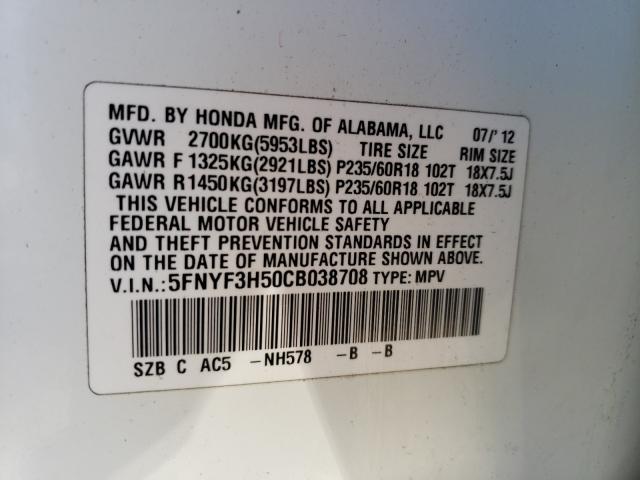 MFD. BY HONDA MFG. OF ALABAMA, LLC 07/'12
GVWR 2700KG(5953LBS) TIRE SIZE RIM SIZE
GAWR F 1325KG(2921LBS) P235/60R18 102T 18X7.5J
GAWR R1450KG(3197LBS) P235/60R18 102T 18X7.5J
THIS VEHICLE CONFORMS TO ALL APPLICABLE
FEDERAL MOTOR VEHICLE SAFETY
AND THEFT PREVENTION STANDARDS IN EFFECT
ON THE DATE OF MANUFACTURE SHOWN ABOVE.
V.I.N.: 5FNYF3H50CB038708 TYPE: MPV
SZB C AC5 -NH578 -B -B